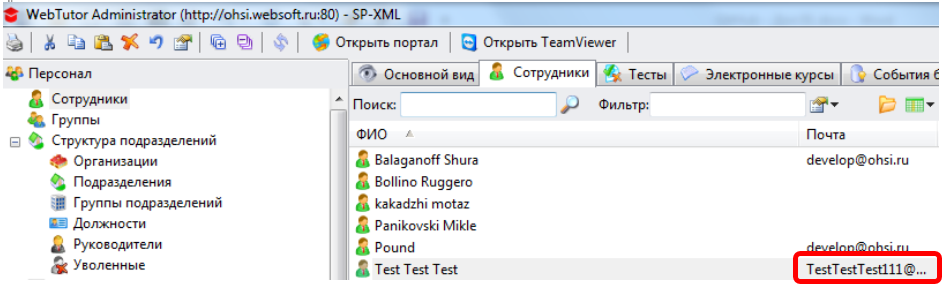 WebTutor Administrator (http://ohsi.websoft.ru:80) - SP-XML
Открыть портал Открыть TeamViewer
Персонал
Сотрудники
Группы
Структура подразделений
Организации
Подразделения
Группы подразделений
Должности
Руководители
Уволенные
Основной вид Сотрудники Тесты Электронные курсы События б
Поиск: Фильтр:
ФИО Почта
Balaganoff Shura develop@ohsi.ru
Bollino Ruggero
kakadzhi motaz
Panikovski Mikle
Pound develop@ohsi.ru
Test Test Test TestTestTest111@...